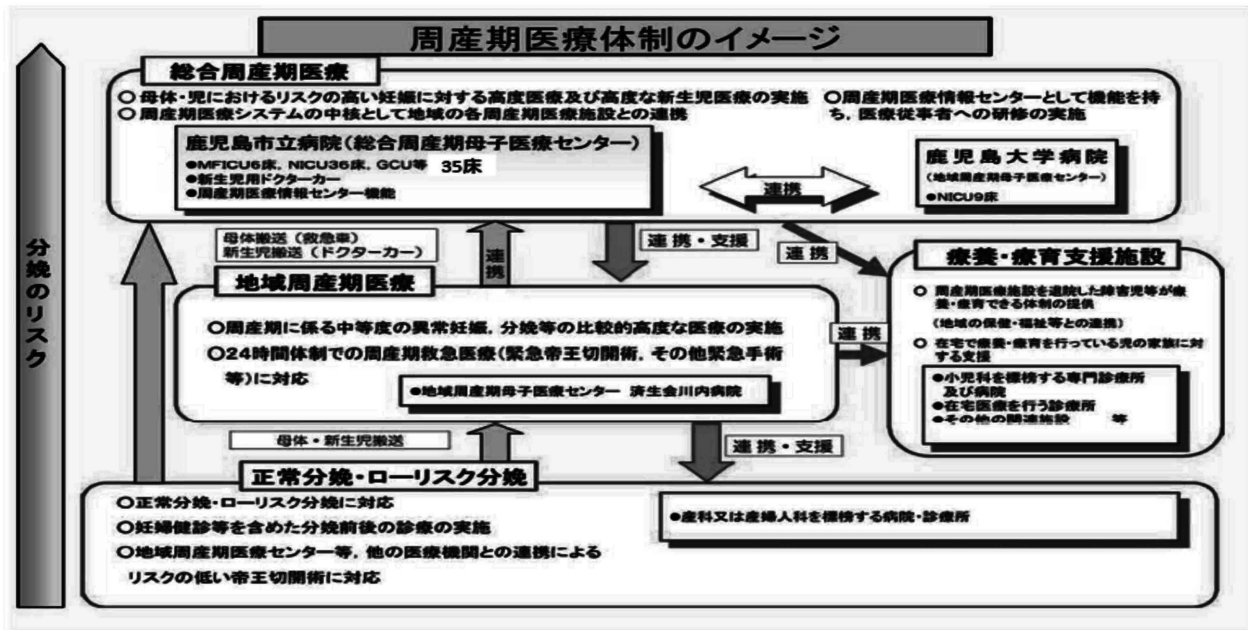 周産期医療体制のイメージ
分娩のリスク
総合周産期医療
○母体・児におけるリスクの高い妊娠に対する高度医療及び高度な新生児医療の実施
○周産期医療システムの中核として地域の各周産期医療施設との連携
○周産期医療情報センターとして機能を持
ち，医療従事者への研修の実施
鹿児島市立病院(総合周産期母子医療センター)
●MFICU6床，NICU36床，GCU等 35床
●新生児用ドクターカー
●周産期医療情報センター機能
連携
鹿児島大学病院
(地域周産期母子医療センター)
●NICU9床
母体搬送（救急車）
新生児搬送（ドクターカー）
連携
連携・支援
連携
地域周産期医療
○周産期に係る中等度の異常妊娠，分娩等の比較的高度な医療の実施
○24時間体制での周産期救急医療(緊急帝王切開術，その他緊急手術
等)に対応
●地域周産期母子医療センター 済生会川内病院
連携
療養・療育支援施設
○ 周産期医療施設を退院した障害児等が療
養・療育できる体制の提供
(地域の保健・福祉等との連携)
○ 在宅で療養・療育を行っている児の家族に対
する支援
●小児科を標榜する専門診療所
及び病院
●在宅医療を行う診療所
●その他の関連施設 等
母体・新生児搬送
連携・支援
正常分娩・ローリスク分娩
○正常分娩・ローリスク分娩に対応
○妊婦健診等を含めた分娩前後の診療の実施
○地域周産期医療センター等，他の医療機関との連携による
リスクの低い帝王切開術に対応
●産科又は産婦人科を標榜する病院・診療所